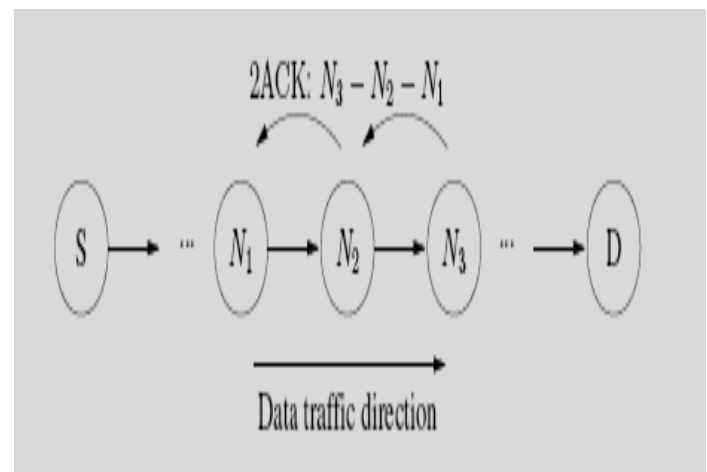 2ACK: N₃ – N₂ – N₁
S ... N₁ N₂ N₃ ... D
Data traffic direction